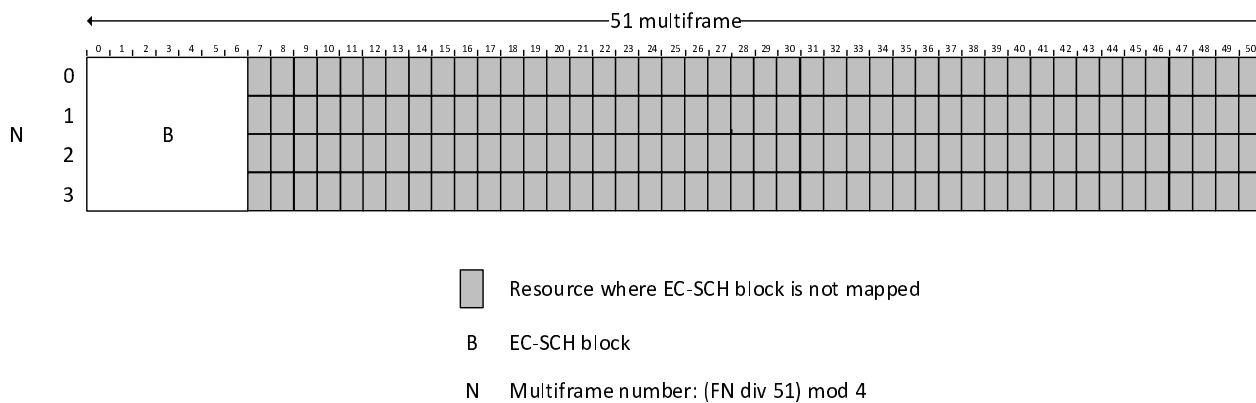 51 multiframe
0 1 2 3 4 5 6 7 8 9 10 11 12 13 14 15 16 17 18 19 20 21 22 23 24 25 26 27 28 29 30 31 32 33 34 35 36 37 38 39 40 41 42 43 44 45 46 47 48 49 50
0
1
N B
2
3
Resource where EC-SCH block is not mapped
B EC-SCH block
N Multiframe number: (FN div 51) mod 4